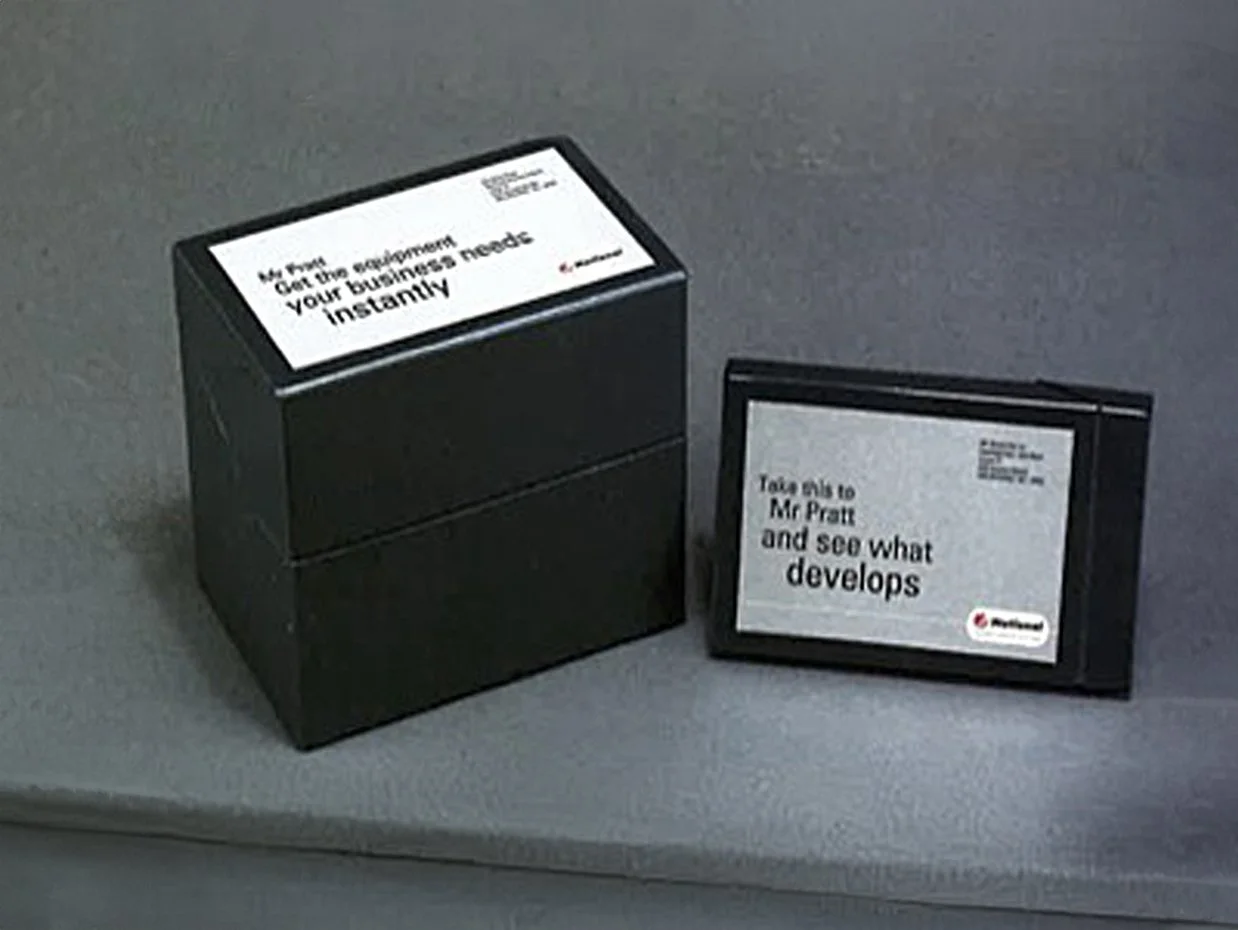 Mr Pratt
Get the equipment
your business needs
instantly
National
Take this to
Mr Pratt
and see what
develops
National